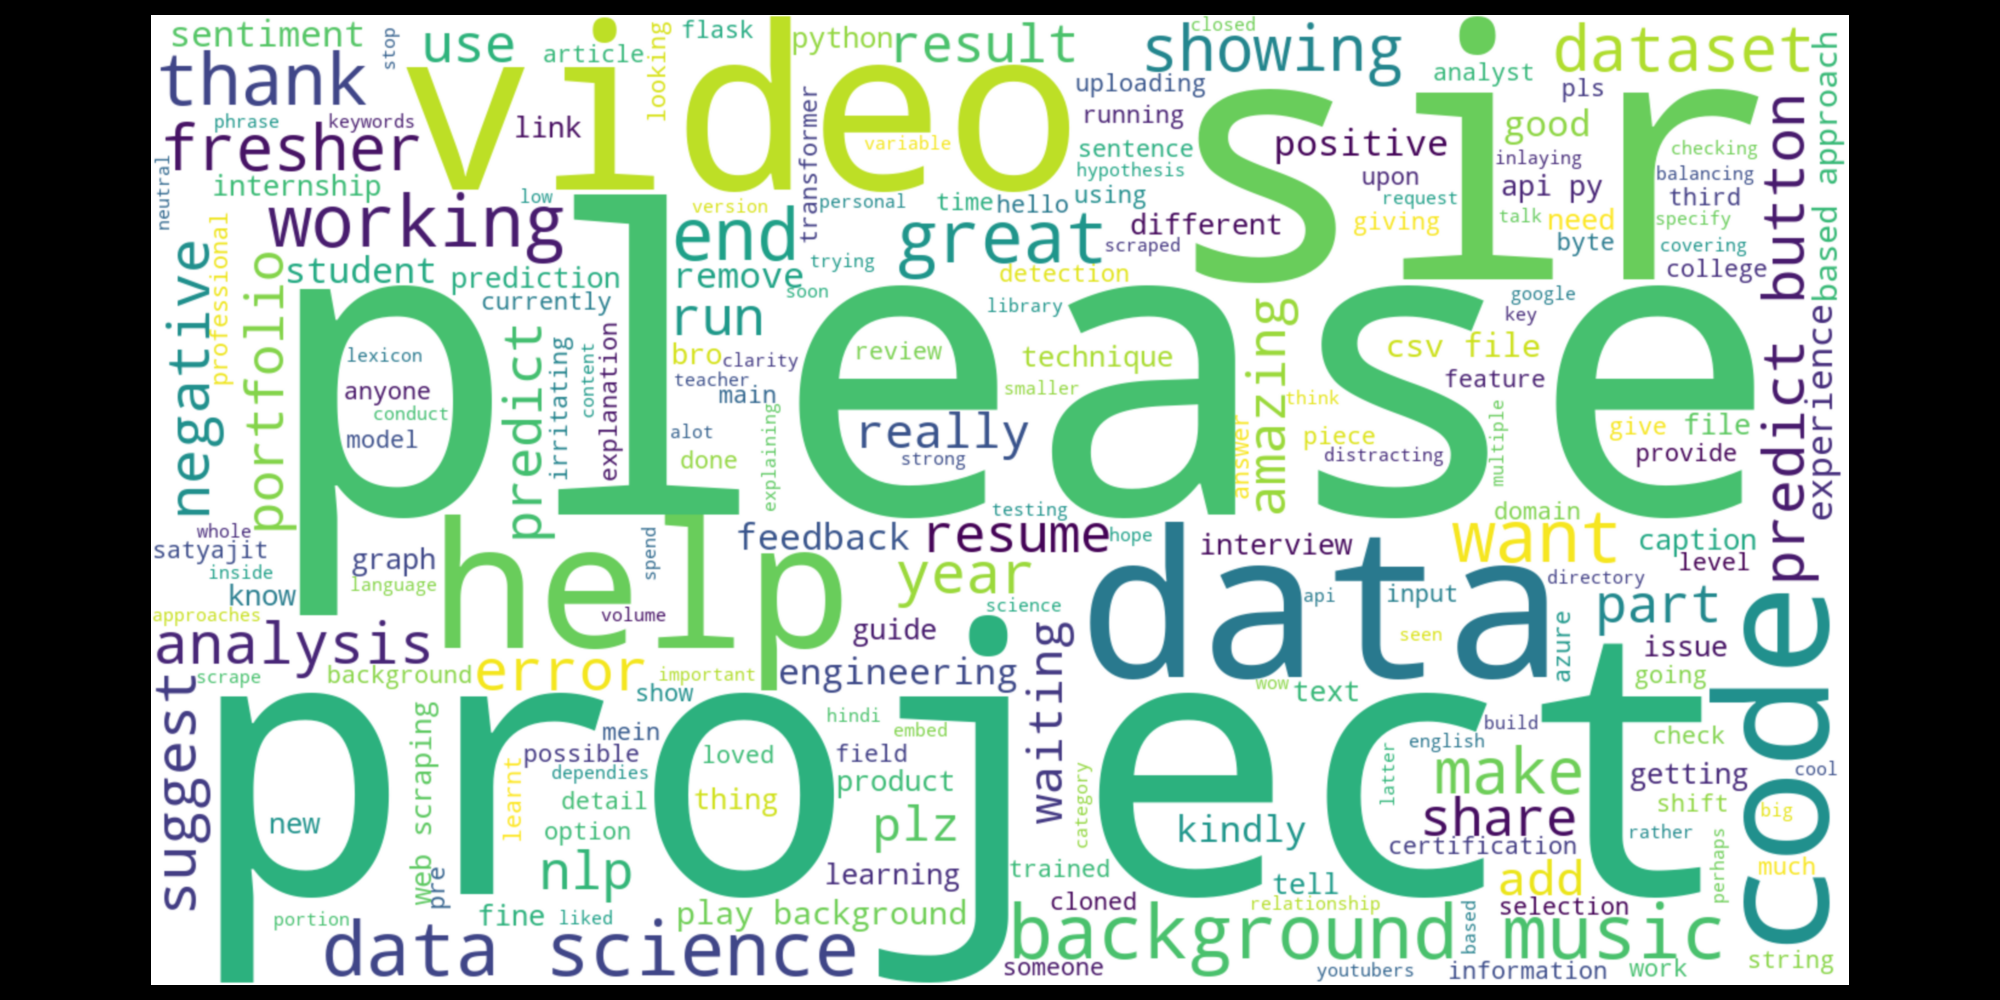 sentiment
stop
use
article
looking
flask
python
result
closed
showing
analyst
dataset
thank
video
uploading
pls
based approach
phrase
keywords
link
transformer
variable
running
sir
positive
good
inlaying
checking
fresher
sentence
hypothesis
upon
api py
balancing
neutral
internship
low
version
personal
time
hello
using
request
third
predict button
working
end
great
different
scraped
giving
talk
need
specify
byte
covering
college
negative
professional
portfolio
student
prediction
currently
remove
soon
trying
detection
library
google
key
please
predict
irritating
content
explanation
run
bro
clarity
teacher
main
review
technique
smaller
amazing
answer
csv file
feature
experience
lexicon
anyone
conduct
model
alot
done
explaining
really
strong
think
piece
distracting
multiple
give
file
provide
whole
satyajit
inside
know
approaches
graph
language
help
spend
volume
feedback
resume
testing
hope
interview
want
domain
caption
level
year
science
data
api
input
directory
part
analysis
scrape
background
error
important
show
guide
engineering
waiting
seen
azure
wow
text
issue
going
code
suggest
project
web scraping
pre
learnt
mein
possible
dependies
detail
option
nlp
new
loved
thing
hindi
embed
field
product
plz
learning
category
kindly
latter
english
build
make
share
certification
check
getting
shift
rather
perhaps
cool
big
much
trained
tell
add
relationship
selection
cloned
portion
fine
liked
play background
data science
background music
based
someone
youtubers
information
work
string